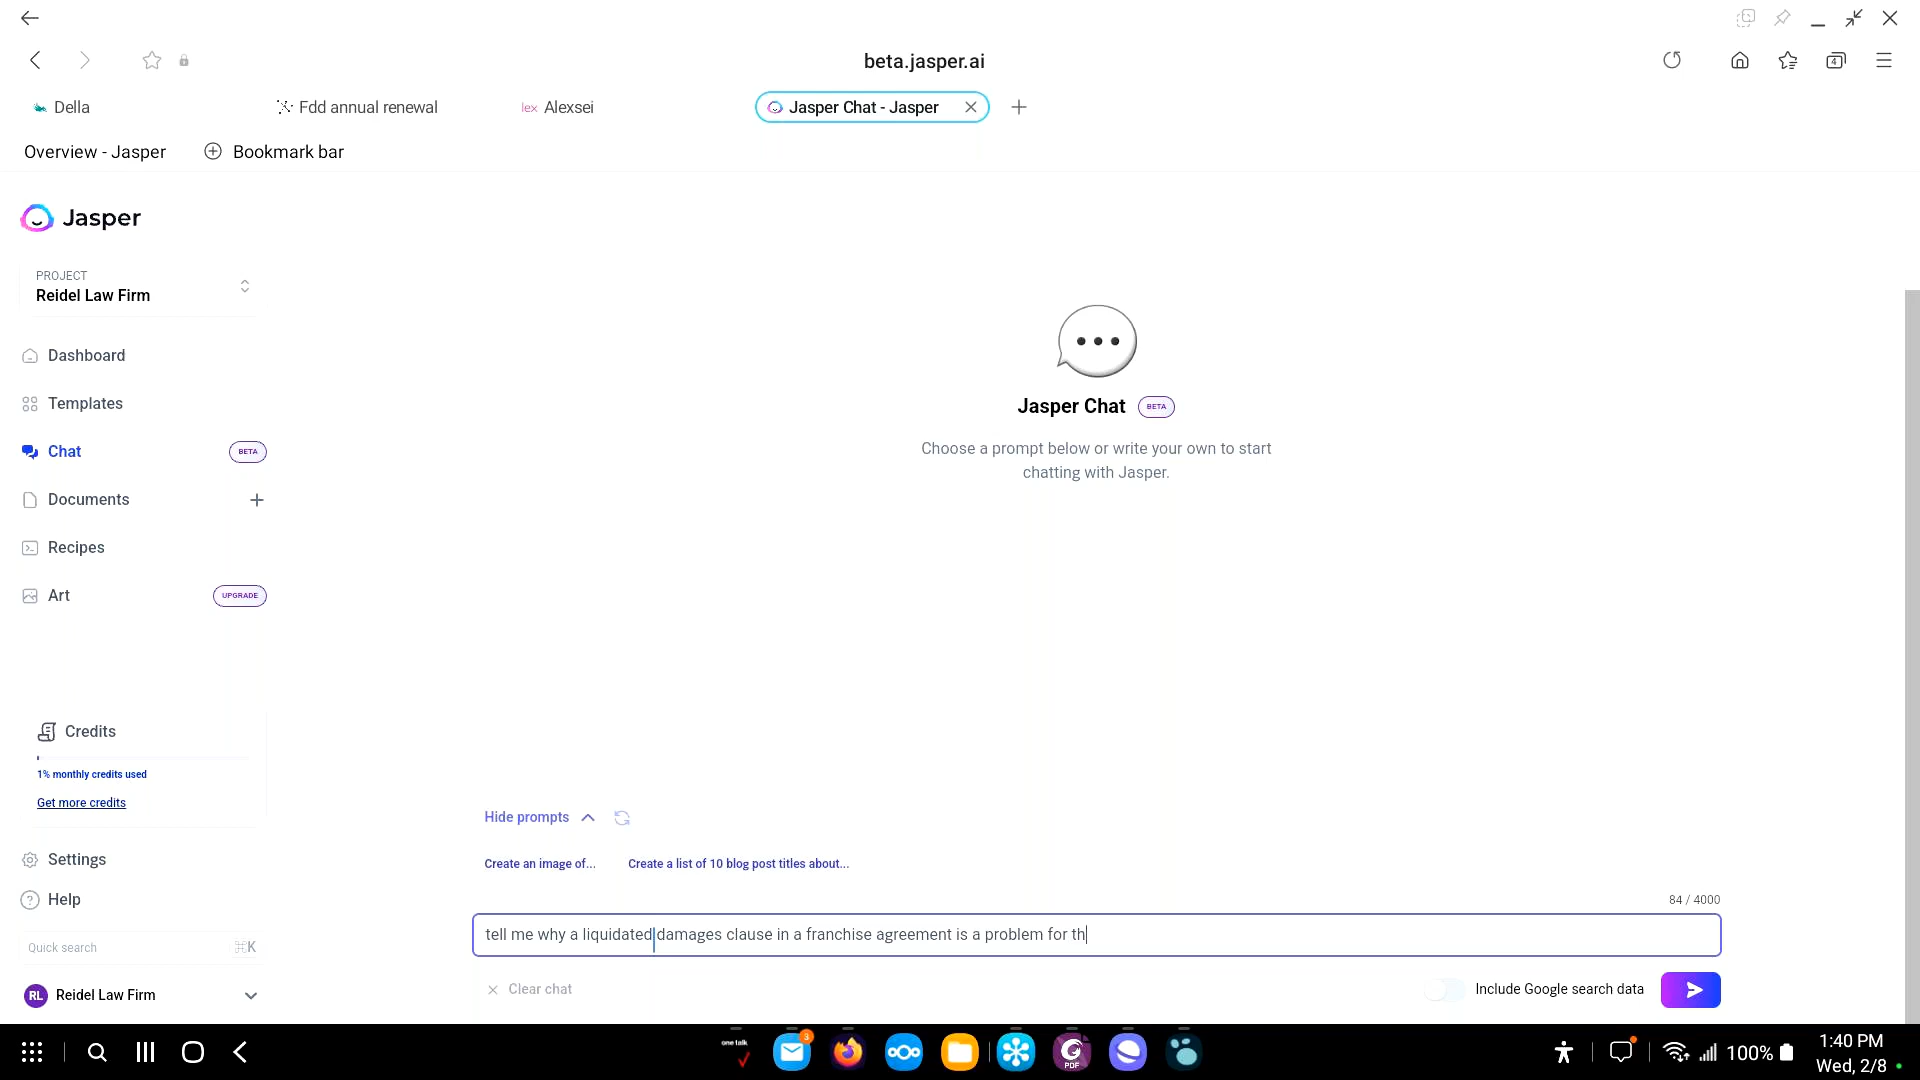 beta.jasper.ai
4
Della
Fdd annual renewal
lex Alexsei
Jasper Chat - Jasper
Overview - Jasper
Bookmark bar
Jasper
PROJECT
Reidel Law Firm
Dashboard
Templates
Chat
BETA
Documents
Recipes
Art
UPGRADE
Jasper Chat
BETA
Choose a prompt below or write your own to start
chatting with Jasper.
Credits
1% monthly credits used
Get more credits
Hide prompts
Create an image of...
Create a list of 10 blog post titles about...
Settings
Help
84 / 4000
tell me why a liquidated damages clause in a franchise agreement is a problem for th
Quick search
⌘K
Clear chat
Include Google search data
RL
Reidel Law Firm
one talk
3
PDF
100%
1:40 PM
Wed, 2/8